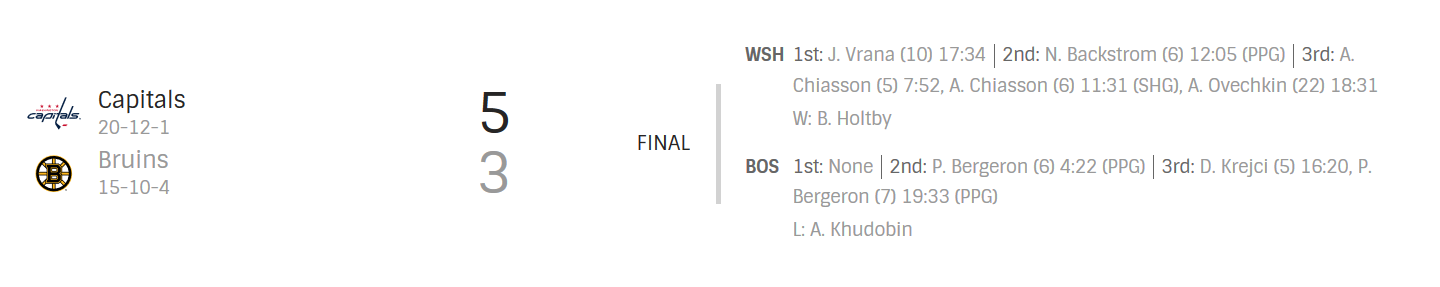 Capitals
20-12-1
5
Bruins
15-10-4
3
FINAL
WSH 1st: J. Vrana (10) 17:34 | 2nd: N. Backstrom (6) 12:05 (PPG) | 3rd: A.
Chiasson (5) 7:52, A. Chiasson (6) 11:31 (SHG), A. Ovechkin (22) 18:31
W: B. Holtby
BOS 1st: None | 2nd: P. Bergeron (6) 4:22 (PPG) | 3rd: D. Krejci (5) 16:20, P.
Bergeron (7) 19:33 (PPG)
L: A. Khudobin